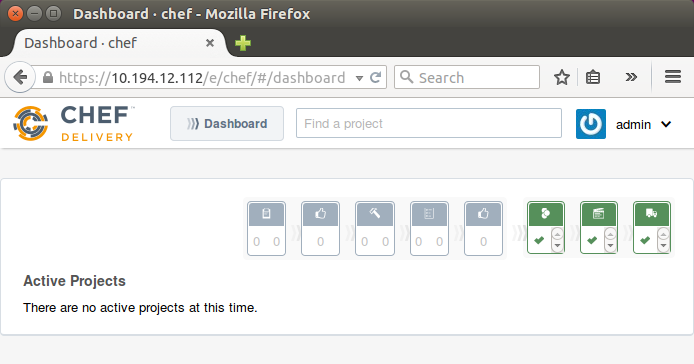 Dashboard · chef - Mozilla Firefox
Dashboard · chef
https://10.194.12.112/e/chef/#/dashboard
Search
CHEF™
DELIVERY
Dashboard
Find a project
admin
0 0 0 0 0 0 0 0
Active Projects
There are no active projects at this time.